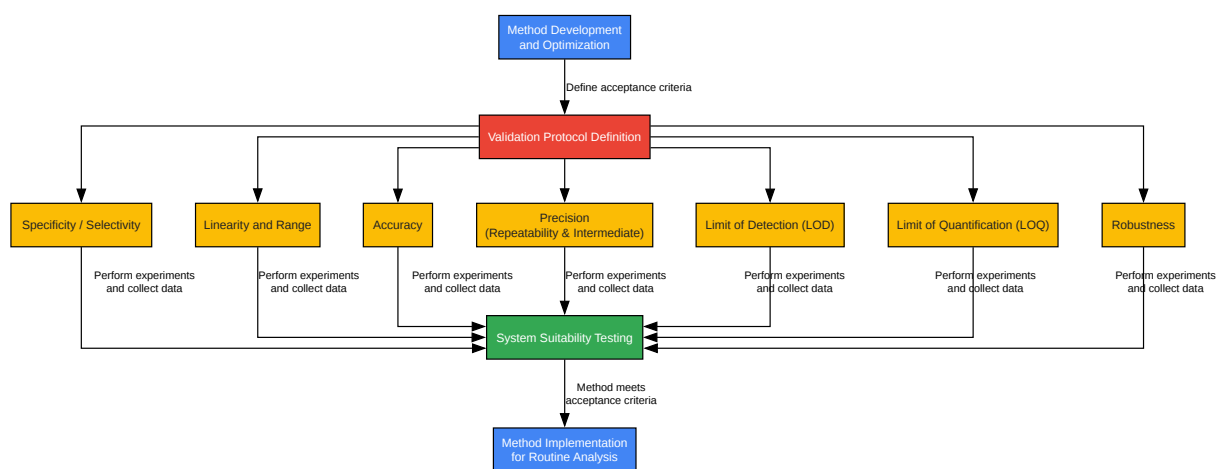 Method Development
and Optimization
Define acceptance criteria
Validation Protocol Definition
Specificity / Selectivity
Linearity and Range
Accuracy
Precision
(Repeatability & Intermediate)
Limit of Detection (LOD)
Limit of Quantification (LOQ)
Robustness
Perform experiments
and collect data
Perform experiments
and collect data
Perform experiments
and collect data
Perform experiments
and collect data
Perform experiments
and collect data
Perform experiments
and collect data
Perform experiments
and collect data
System Suitability Testing
Method meets
acceptance criteria
Method Implementation
for Routine Analysis